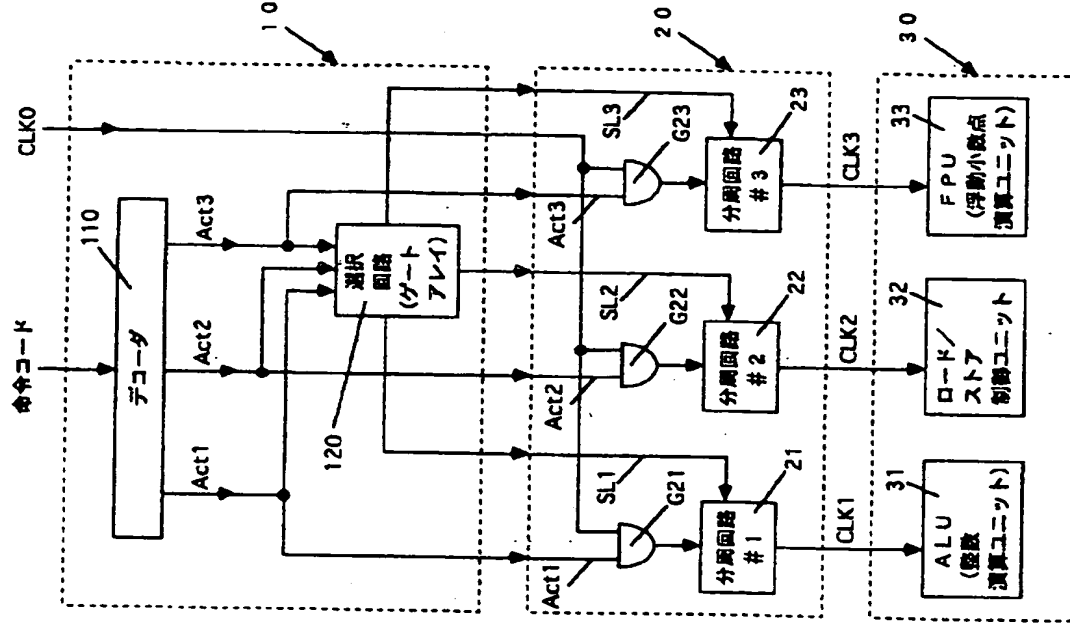 命令コード
CLK0
10
110
デコーダ
Act1
Act2
Act3
120
選択
回路
(ゲート
アレイ)
20
Act1
G21
SL1
Act2
G22
SL2
Act3
G23
SL3
分周回路
#1
21
分周回路
#2
22
分周回路
#3
23
CLK1
CLK2
CLK3
30
31
ALU
(整数
演算ユニット)
32
ロード/
ストア
制御ユニット
33
FPU
(浮動小数点
演算ユニット)